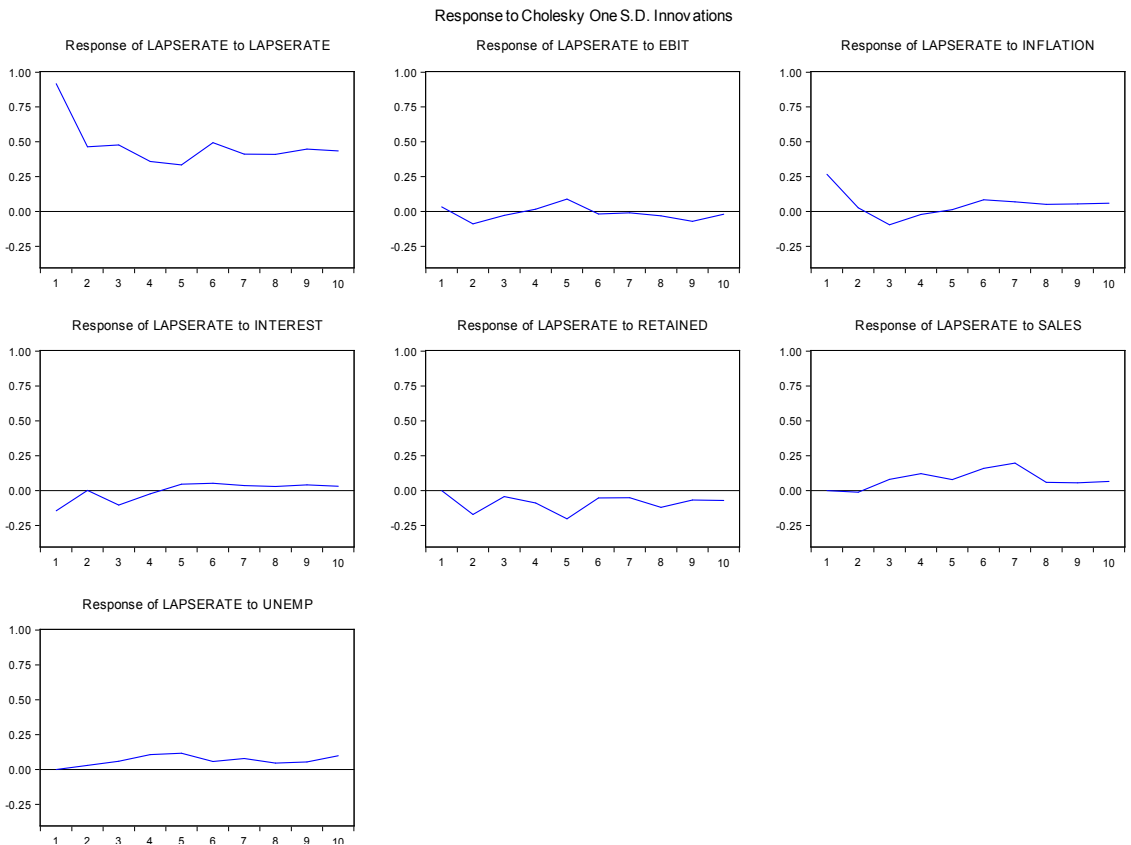 Response to Cholesky One S.D. Innovations
Response of LAPSERATE to LAPSERATE
1.00
0.75
0.50
0.25
0.00
-0.25
1 2 3 4 5 6 7 8 9 10
Response of LAPSERATE to EBIT
1.00
0.75
0.50
0.25
0.00
-0.25
1 2 3 4 5 6 7 8 9 10
Response of LAPSERATE to INFLATION
1.00
0.75
0.50
0.25
0.00
-0.25
1 2 3 4 5 6 7 8 9 10
Response of LAPSERATE to INTEREST
1.00
0.75
0.50
0.25
0.00
-0.25
1 2 3 4 5 6 7 8 9 10
Response of LAPSERATE to RETAINED
1.00
0.75
0.50
0.25
0.00
-0.25
1 2 3 4 5 6 7 8 9 10
Response of LAPSERATE to SALES
1.00
0.75
0.50
0.25
0.00
-0.25
1 2 3 4 5 6 7 8 9 10
Response of LAPSERATE to UNEMP
1.00
0.75
0.50
0.25
0.00
-0.25
1 2 3 4 5 6 7 8 9 10